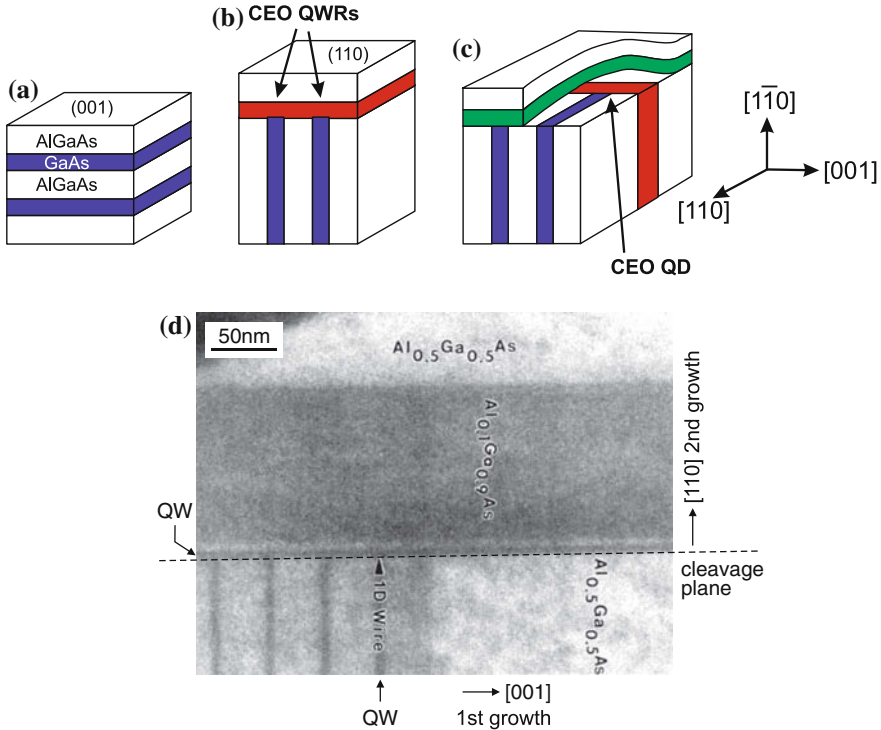 (a)
(001)
AlGaAs
GaAs
AlGaAs
(b)
CEO QWRs
(110)
(c)
CEO QD
[11̅0]
[001]
[110]
(d)
50nm
Al0.5Ga0.5As
Al0.1Ga0.9As
QW
1D Wire
Al0.5Ga0.5As
[110] 2nd growth
cleavage
plane
QW
[001]
1st growth